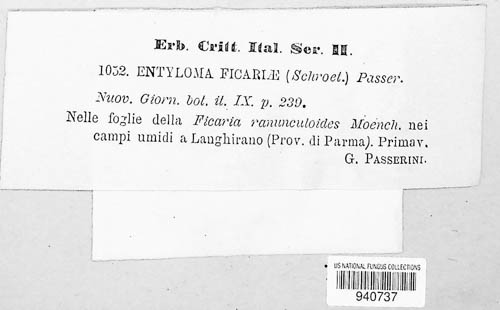 Erb. Critt. Ital. Ser. II.
1052. ENTYLOMA FICARIÆ (Schroet.) Passer.
Nuov. Giorn. bot. it. IX. p. 239.
Nelle foglie della Ficaria ranunculoides Moench. nei
campi umidi a Langhirano (Prov. di Parma). Primav.
G. PASSERINI.
US NATIONAL FUNGUS COLLECTIONS
940737